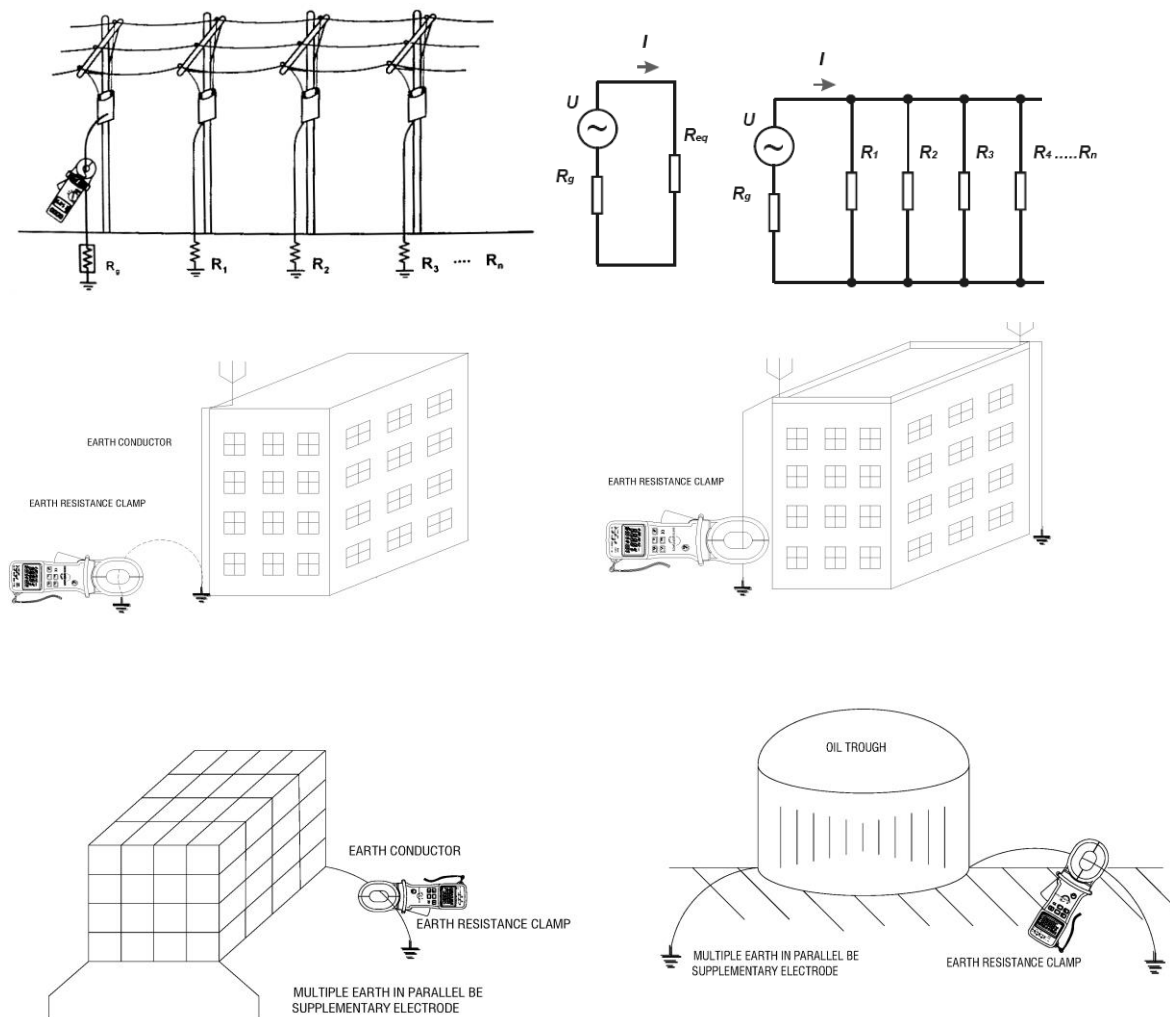 R₉
R₁
R₂
R₃ .... Rₙ
I
U
Rg
Req
I
U
Rg
R₁
R₂
R₃
R₄.....Rₙ
EARTH CONDUCTOR
EARTH RESISTANCE CLAMP
EARTH RESISTANCE CLAMP
EARTH CONDUCTOR
EARTH RESISTANCE CLAMP
MULTIPLE EARTH IN PARALLEL BE
SUPPLEMENTARY ELECTRODE
OIL TROUGH
MULTIPLE EARTH IN PARALLEL BE
SUPPLEMENTARY ELECTRODE
EARTH RESISTANCE CLAMP